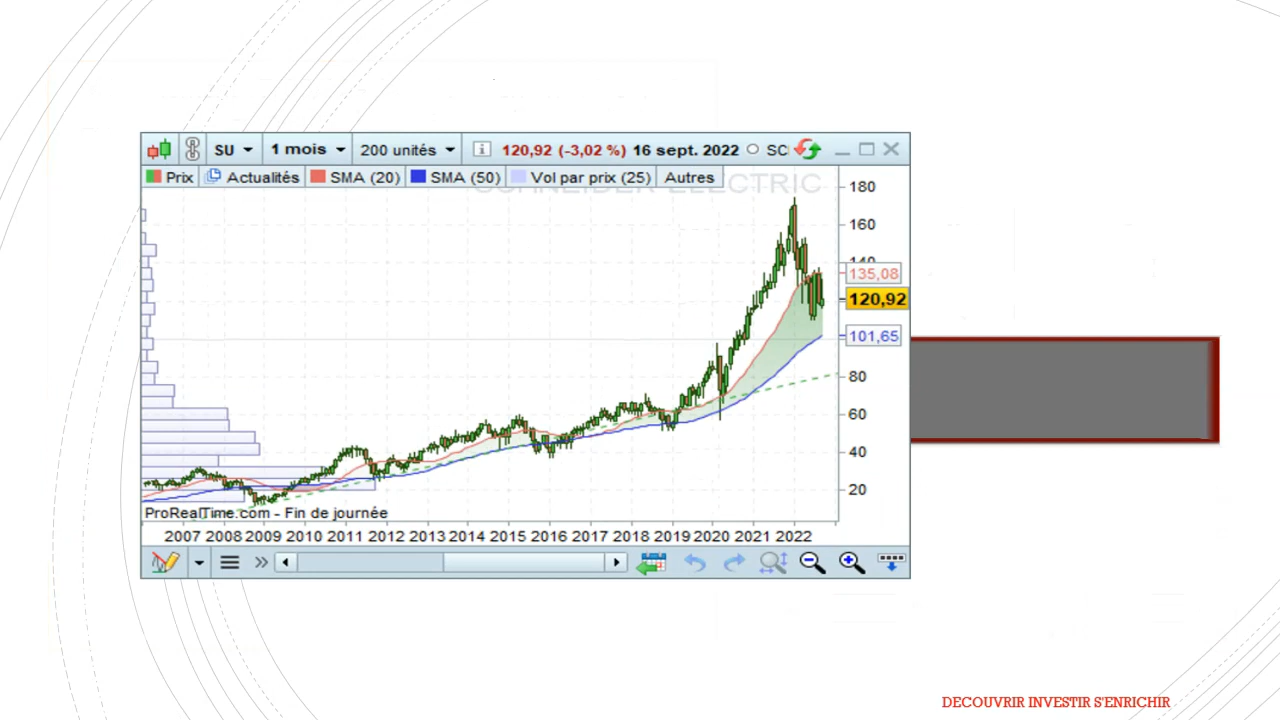 SU 1 mois 200 unités 120,92 (-3,02 %) 16 sept. 2022 SC
Prix Actualités SMA (20) SMA (50) Vol par prix (25) Autres
SCHNEIDER ELECTRIC
180
160
140
135,08
120,92
101,65
80
60
40
20
ProRealTime.com - Fin de journée
2007 2008 2009 2010 2011 2012 2013 2014 2015 2016 2017 2018 2019 2020 2021 2022
DECOUVRIR INVESTIR S'ENRICHIR